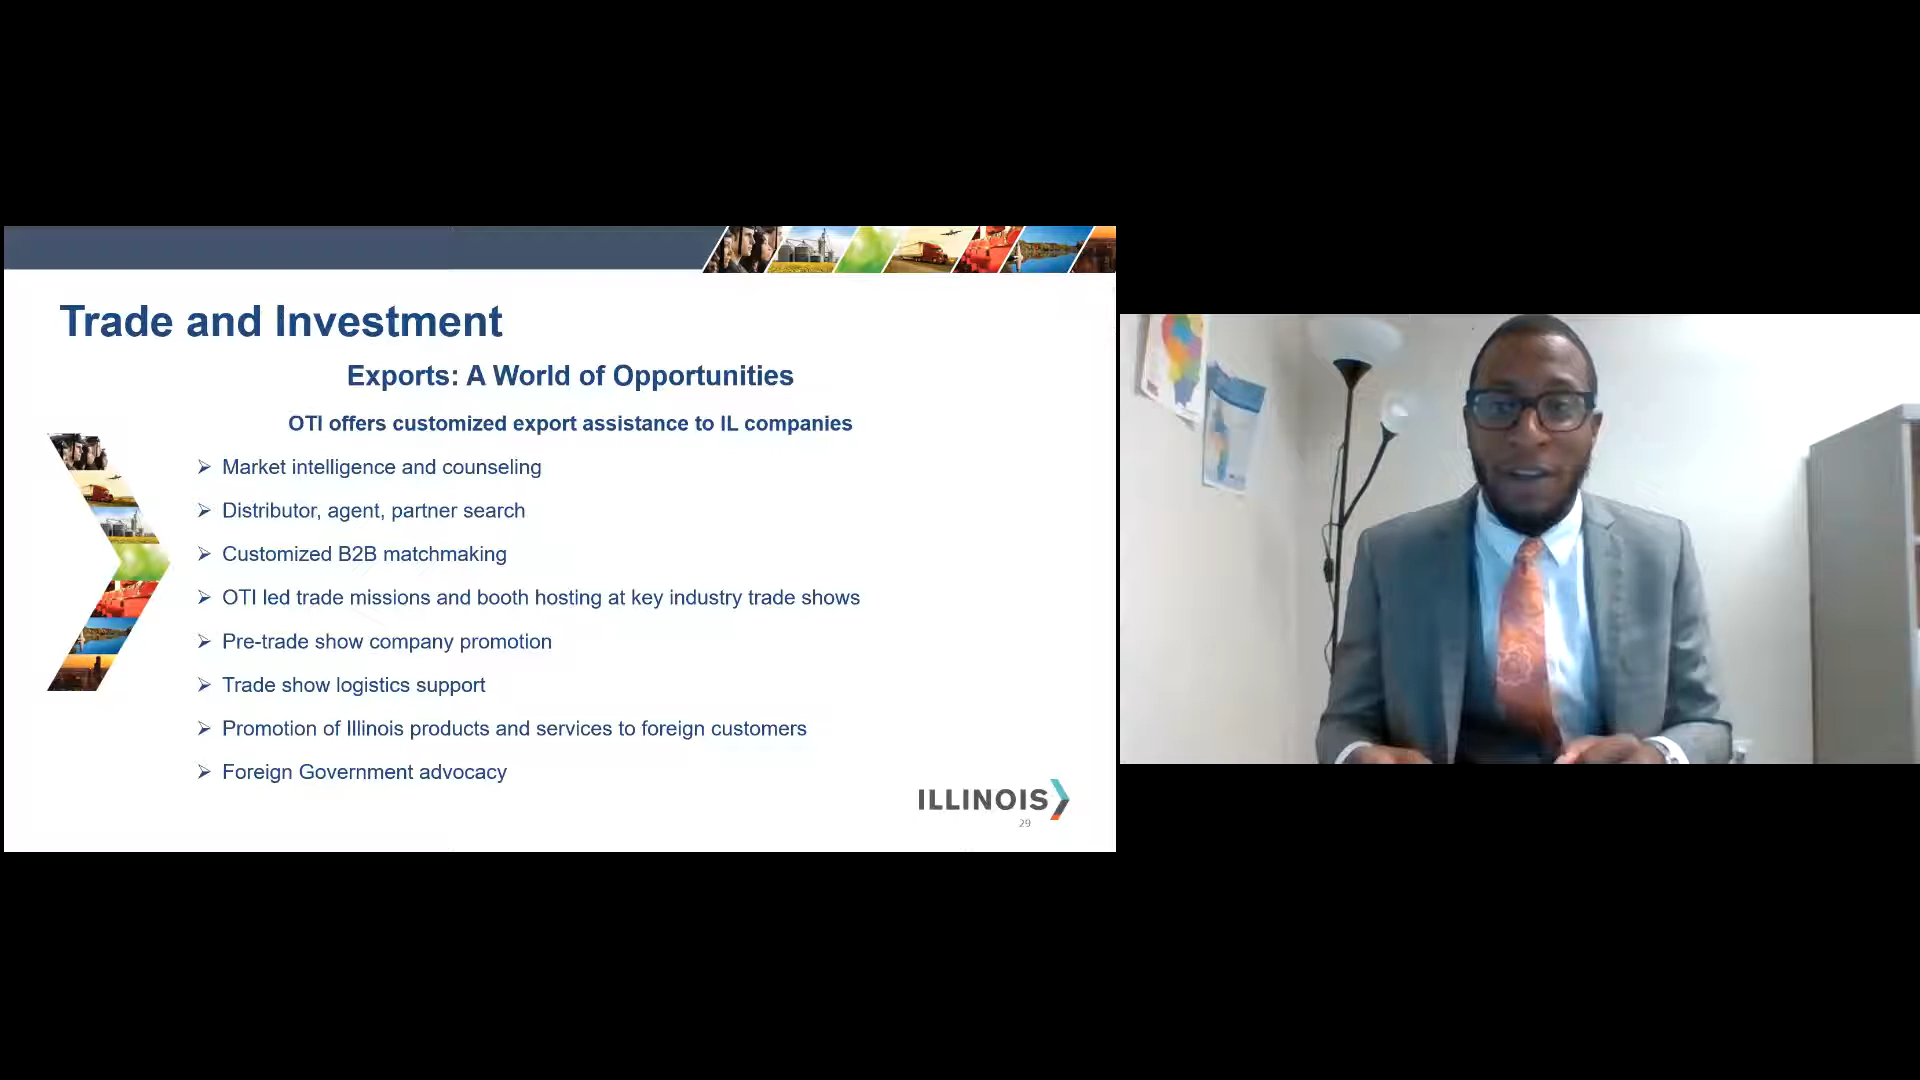 Trade and Investment
Exports: A World of Opportunities
OTI offers customized export assistance to IL companies
➢ Market intelligence and counseling
➢ Distributor, agent, partner search
➢ Customized B2B matchmaking
➢ OTI led trade missions and booth hosting at key industry trade shows
➢ Pre-trade show company promotion
➢ Trade show logistics support
➢ Promotion of Illinois products and services to foreign customers
➢ Foreign Government advocacy
ILLINOIS
29